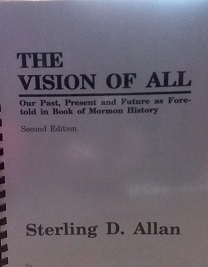 THE
VISION OF ALL
Our Past, Present and Future as Fore-
told in Book of Mormon History
Second Edition
Sterling D. Allan